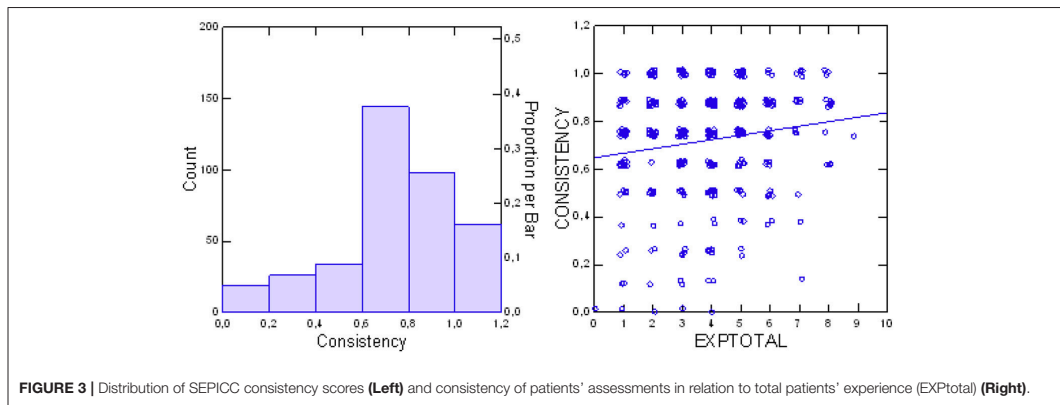 200
150
100
50
0
Count
0,5
0,4
0,3
0,2
0,1
0,0
Proportion per Bar
0,0 0,2 0,4 0,6 0,8 1,0 1,2
Consistency
1,2
1,0
0,8
0,6
0,4
0,2
0,0
CONSISTENCY
0 1 2 3 4 5 6 7 8 9 10
EXPTOTAL
FIGURE 3 | Distribution of SEPICC consistency scores (Left) and consistency of patients' assessments in relation to total patients' experience (EXPtotal) (Right).